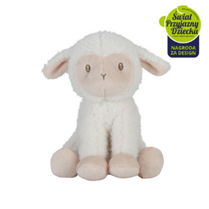 Świat
Przyjazny
Dziecku
NAGRODA
ZA DESIGN